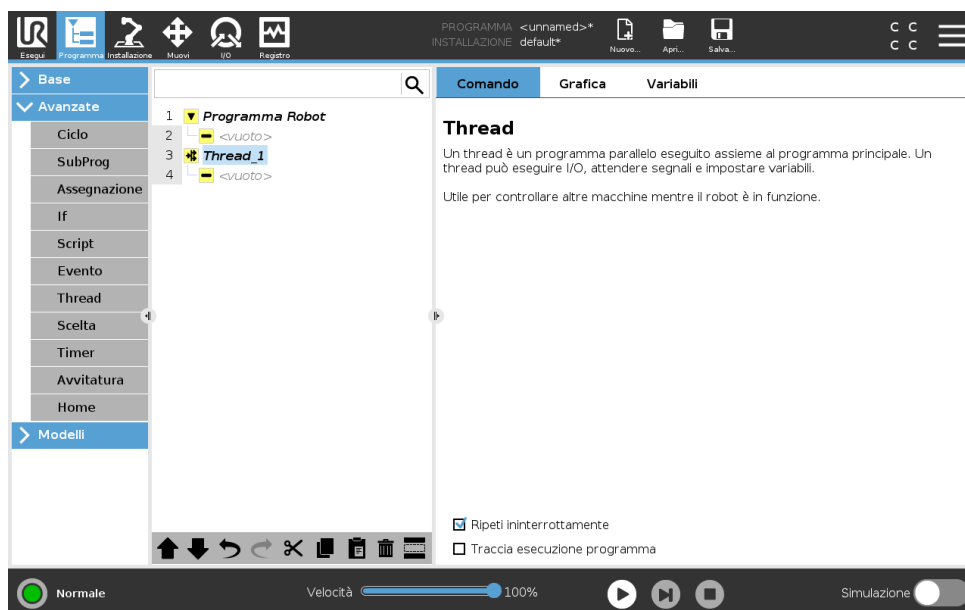 UR
PROGRAMMA <unnamed>*
INSTALLAZIONE default*
Esegui Programma Installazione Muovi I/O Registro Nuovo... Apri... Salva...
C C
C C
Base
Avanzate
Ciclo
SubProg
Assegnazione
If
Script
Evento
Thread
Scelta
Timer
Avvitatura
Home
Modelli
1 Programma Robot
2 <vuoto>
3 Thread_1
4 <vuoto>
Comando Grafica Variabili
Thread
Un thread è un programma parallelo eseguito assieme al programma principale. Un
thread può eseguire I/O, attendere segnali e impostare variabili.
Utile per controllare altre macchine mentre il robot è in funzione.
Ripeti ininterrottamente
Traccia esecuzione programma
Normale Velocità 100% Simulazione